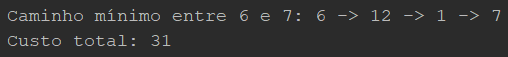 Caminho mínimo entre 6 e 7: 6 -> 12 -> 1 -> 7
Custo total: 31